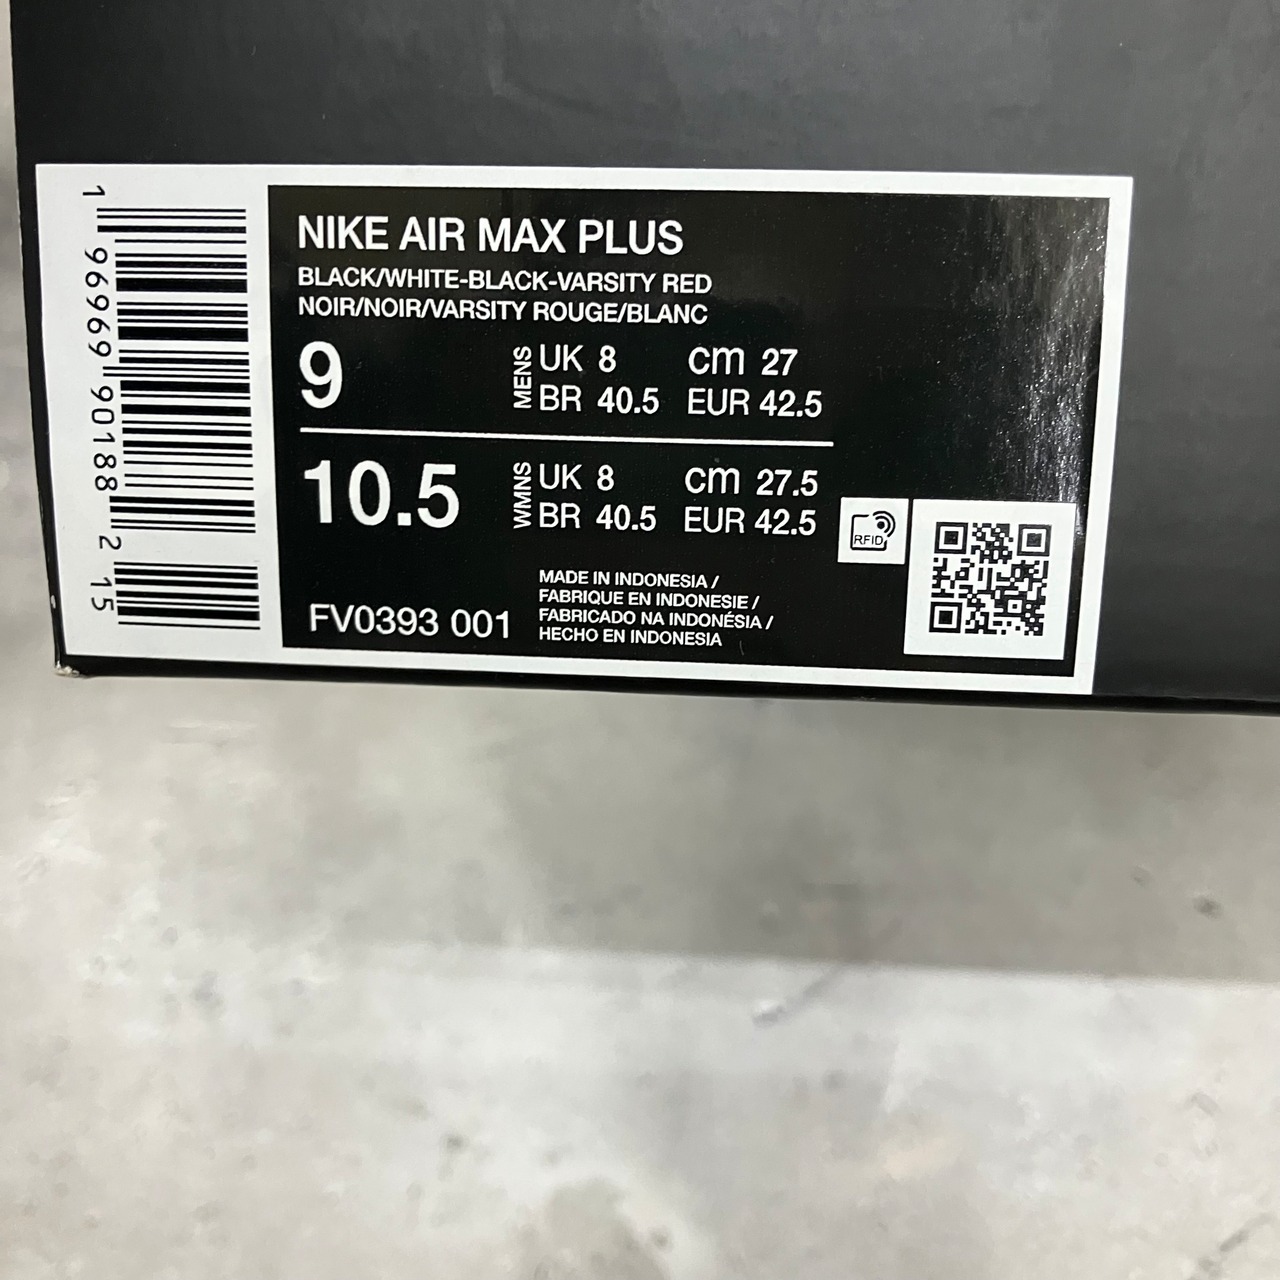 1 96969 90188 2 15
NIKE AIR MAX PLUS
BLACK/WHITE-BLACK-VARSITY RED
NOIR/NOIR/VARSITY ROUGE/BLANC
9 MENS UK 8 cm 27
BR 40.5 EUR 42.5
10.5 WMNS UK 8 cm 27.5
BR 40.5 EUR 42.5
RFID
MADE IN INDONESIA /
FABRIQUE EN INDONESIE /
FABRICADO NA INDONÉSIA /
HECHO EN INDONESIA
FV0393 001